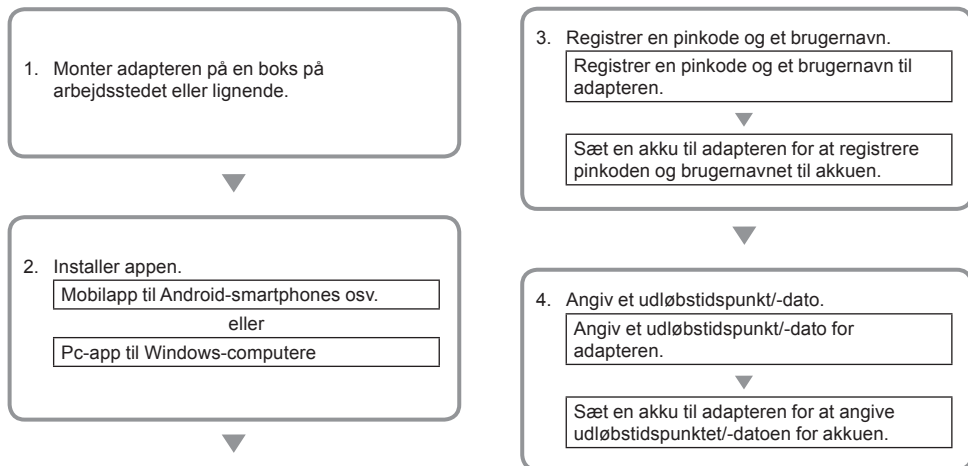 1. Monter adapteren på en boks på
arbejdsstedet eller lignende.
2. Installer appen.
Mobilapp til Android-smartphones osv.
eller
Pc-app til Windows-computere
3. Registrer en pinkode og et brugernavn.
Registrer en pinkode og et brugernavn til
adapteren.
Sæt en akku til adapteren for at registrere
pinkoden og brugernavnet til akkuen.
4. Angiv et udløbstidspunkt/-dato.
Angiv et udløbstidspunkt/-dato for
adapteren.
Sæt en akku til adapteren for at angive
udløbstidspunktet/-datoen for akkuen.